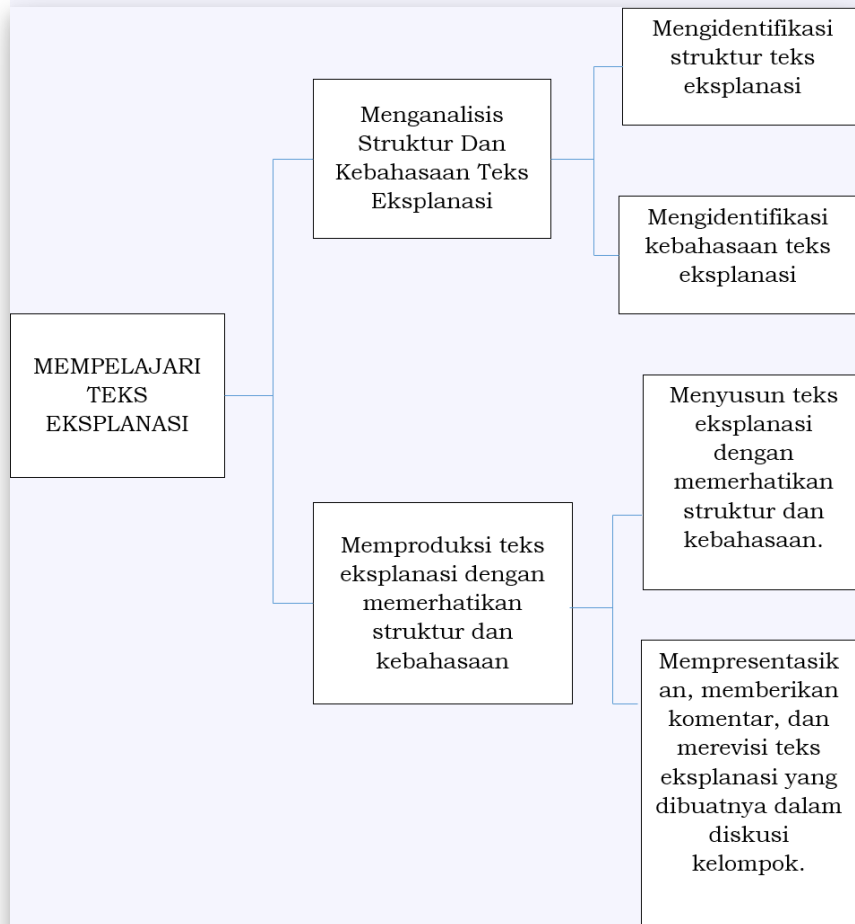 MEMPELAJARI
TEKS
EKSPLANASI
Menganalisis
Struktur Dan
Kebahasaan Teks
Eksplanasi
Mengidentifikasi
struktur teks
eksplanasi
Mengidentifikasi
kebahasaan teks
eksplanasi
Memproduksi teks
eksplanasi dengan
memerhatikan
struktur dan
kebahasaan
Menyusun teks
eksplanasi
dengan
memerhatikan
struktur dan
kebahasaan.
Mempresentasik
an, memberikan
komentar, dan
merevisi teks
eksplanasi yang
dibuatnya dalam
diskusi
kelompok.